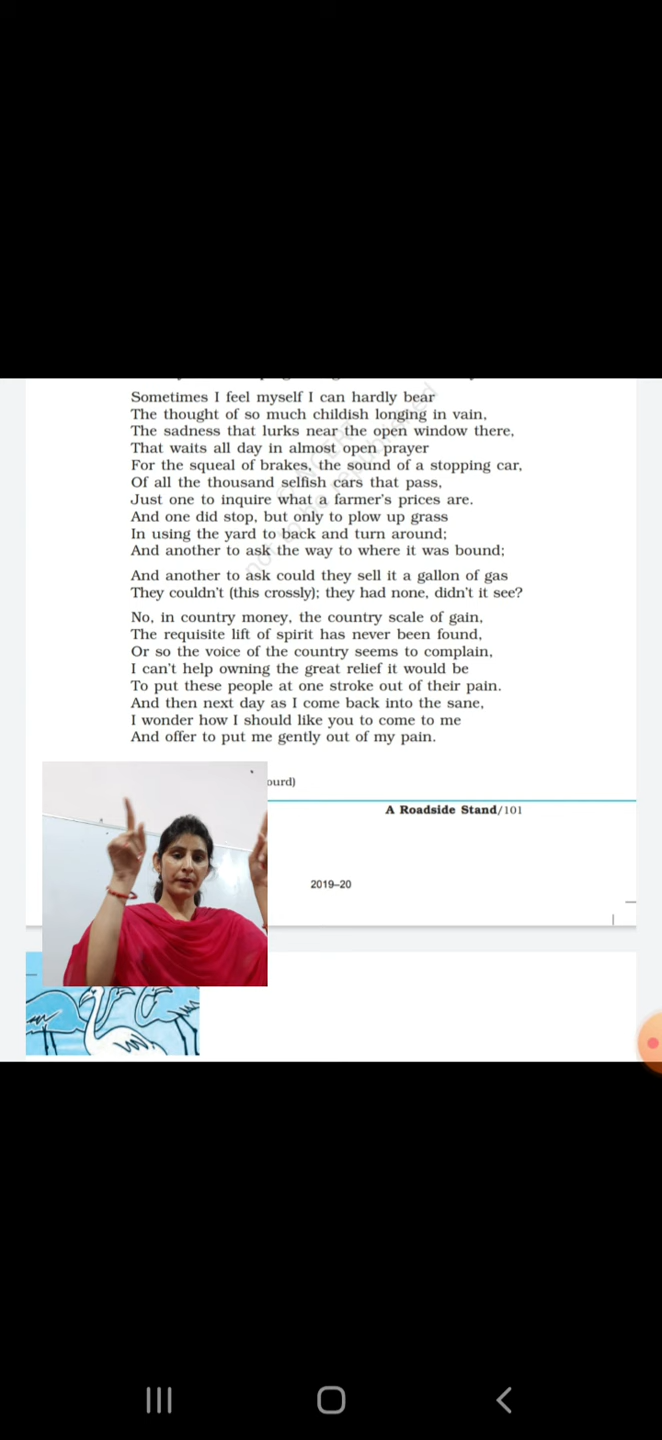 Sometimes I feel myself I can hardly bear
The thought of so much childish longing in vain,
The sadness that lurks near the open window there,
That waits all day in almost open prayer
For the squeal of brakes, the sound of a stopping car,
Of all the thousand selfish cars that pass,
Just one to inquire what a farmer's prices are.
And one did stop, but only to plow up grass
In using the yard to back and turn around;
And another to ask the way to where it was bound;
And another to ask could they sell it a gallon of gas
They couldn't (this crossly); they had none, didn't it see?
No, in country money, the country scale of gain,
The requisite lift of spirit has never been found,
Or so the voice of the country seems to complain,
I can't help owning the great relief it would be
To put these people at one stroke out of their pain.
And then next day as I come back into the sane,
I wonder how I should like you to come to me
And offer to put me gently out of my pain.
ourd)
A Roadside Stand/101
2019–20